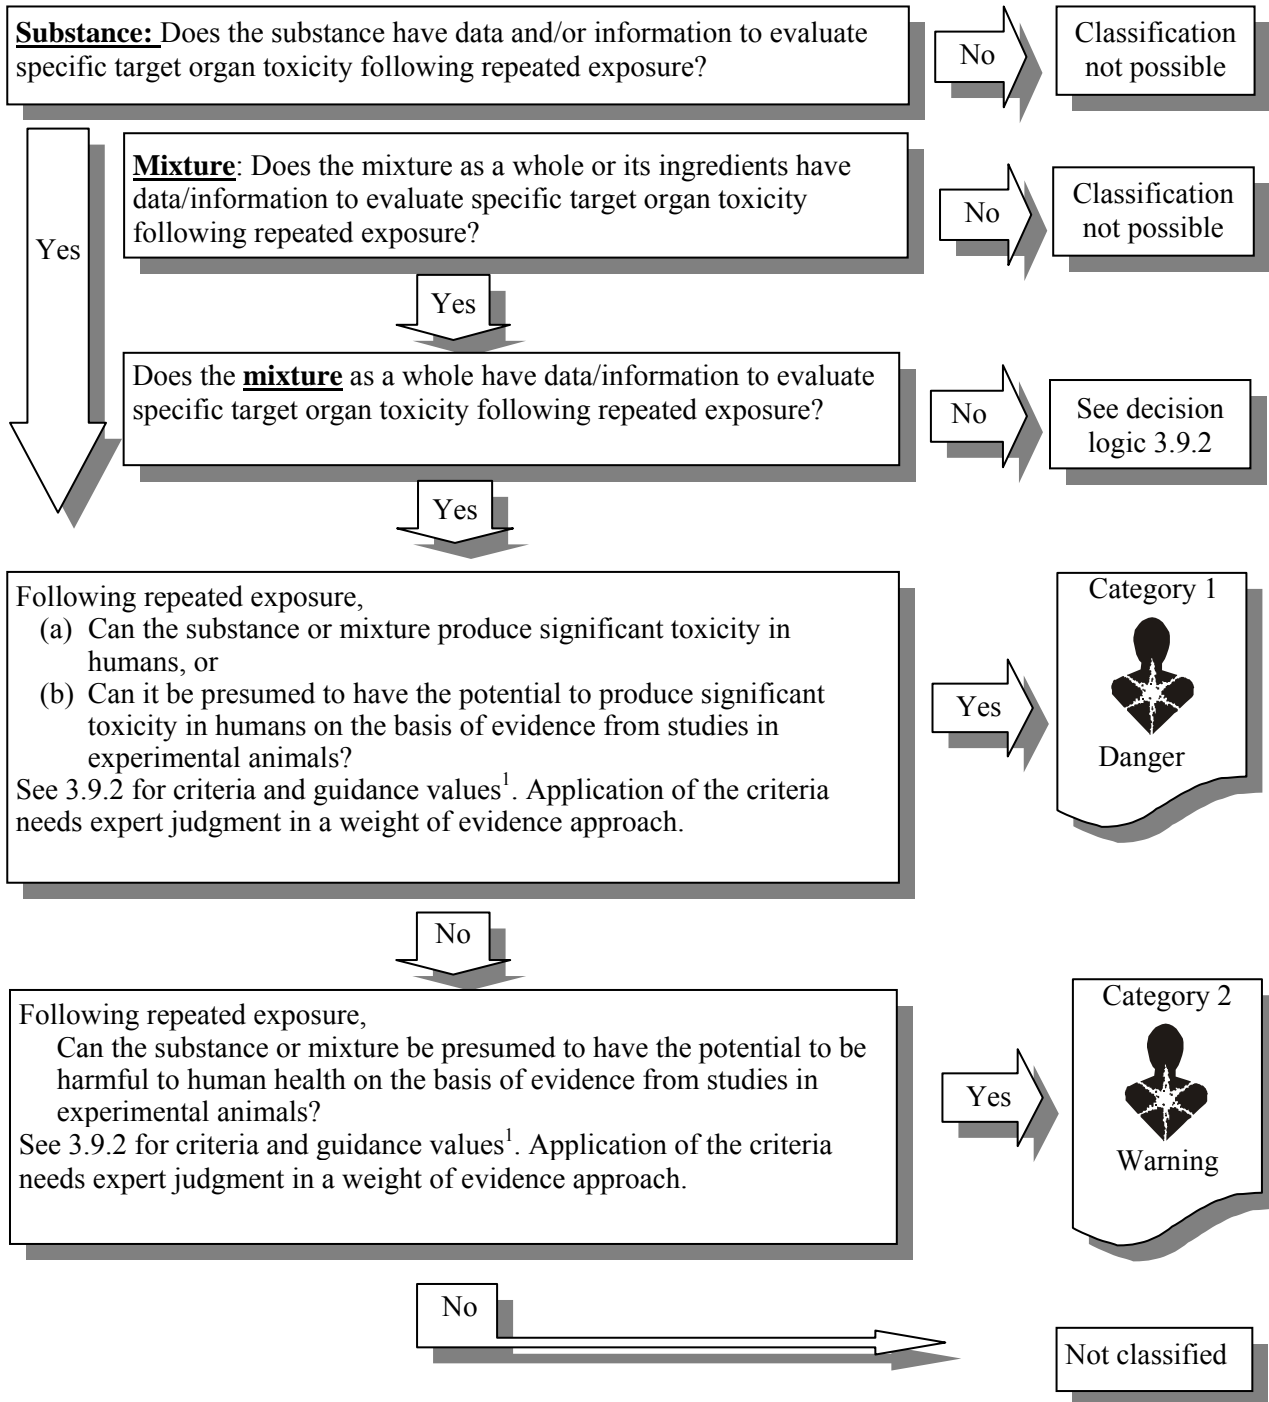 Substance: Does the substance have data and/or information to evaluate
specific target organ toxicity following repeated exposure?
No
Classification
not possible
Mixture: Does the mixture as a whole or its ingredients have
data/information to evaluate specific target organ toxicity
following repeated exposure?
No
Classification
not possible
Yes
Yes
Does the mixture as a whole have data/information to evaluate
specific target organ toxicity following repeated exposure?
No
See decision
logic 3.9.2
Yes
Following repeated exposure,
(a) Can the substance or mixture produce significant toxicity in
humans, or
(b) Can it be presumed to have the potential to produce significant
toxicity in humans on the basis of evidence from studies in
experimental animals?
See 3.9.2 for criteria and guidance values1. Application of the criteria
needs expert judgment in a weight of evidence approach.
Yes
Category 1
Danger
No
Following repeated exposure,
Can the substance or mixture be presumed to have the potential to be
harmful to human health on the basis of evidence from studies in
experimental animals?
See 3.9.2 for criteria and guidance values1. Application of the criteria
needs expert judgment in a weight of evidence approach.
Yes
Category 2
Warning
No
Not classified